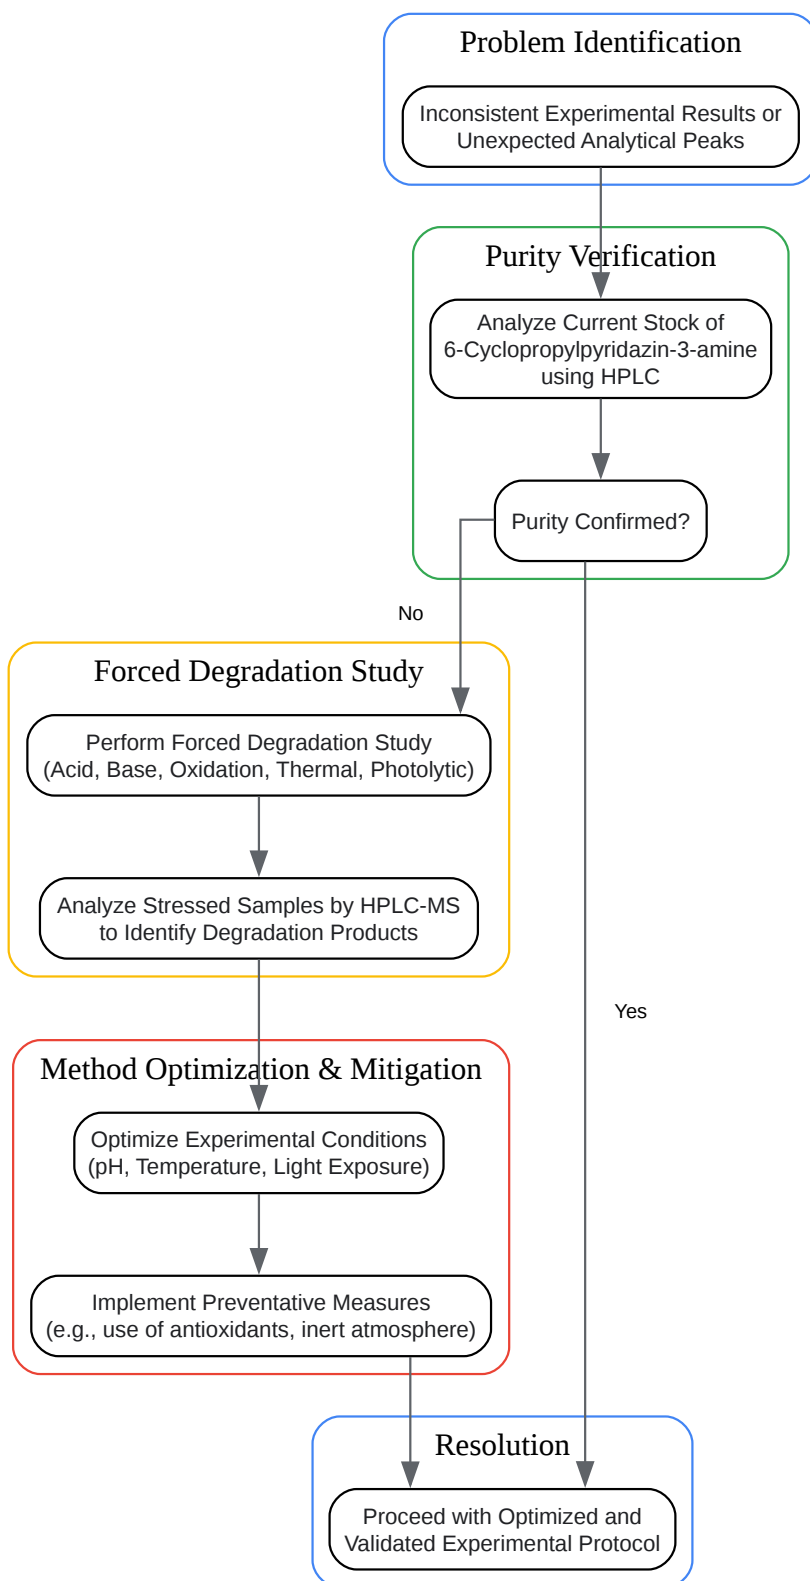 Problem Identification
Inconsistent Experimental Results or
Unexpected Analytical Peaks
Purity Verification
Analyze Current Stock of
6-Cyclopropylpyridazin-3-amine
using HPLC
Purity Confirmed?
No
Forced Degradation Study
Perform Forced Degradation Study
(Acid, Base, Oxidation, Thermal, Photolytic)
Analyze Stressed Samples by HPLC-MS
to Identify Degradation Products
Yes
Method Optimization & Mitigation
Optimize Experimental Conditions
(pH, Temperature, Light Exposure)
Implement Preventative Measures
(e.g., use of antioxidants, inert atmosphere)
Resolution
Proceed with Optimized and
Validated Experimental Protocol